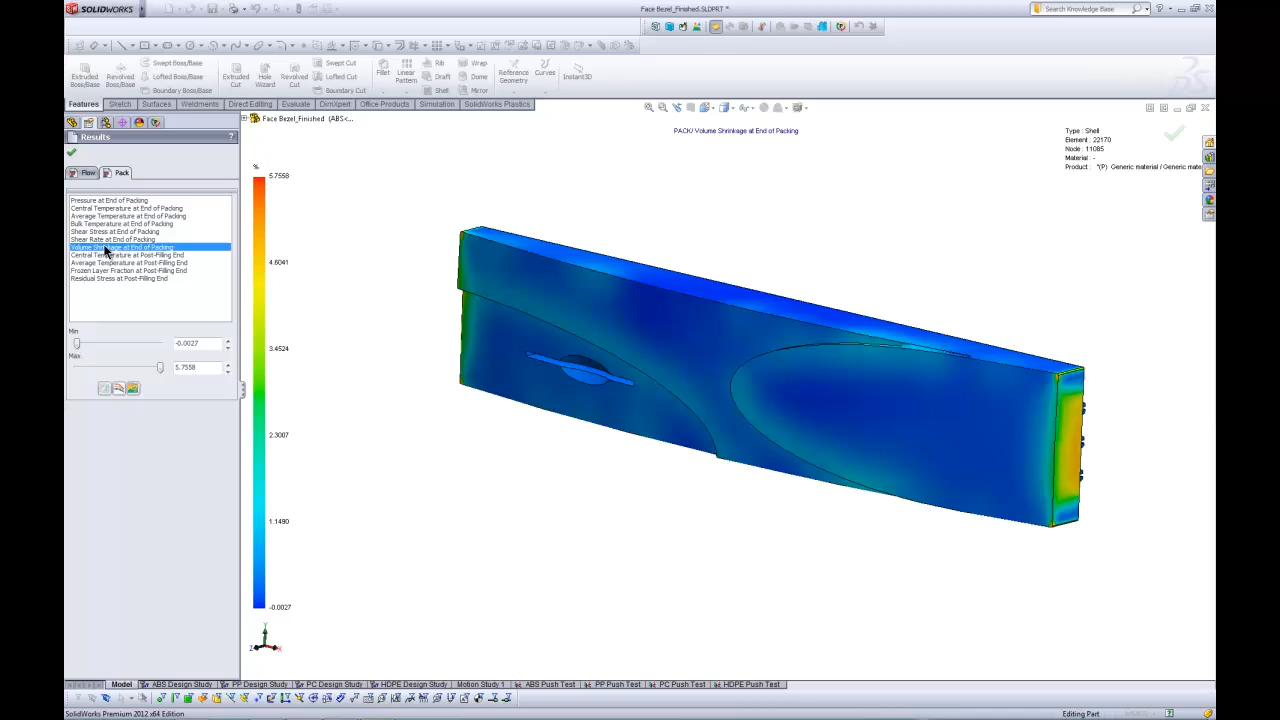 SOLIDWORKS
Face Bezel_Finished.SLDPRT *
Search Knowledge Base
Extruded Boss/Base
Revolved Boss/Base
Swept Boss/Base
Lofted Boss/Base
Boundary Boss/Base
Extruded Cut
Hole Wizard
Revolved Cut
Swept Cut
Lofted Cut
Boundary Cut
Fillet
Linear Pattern
Rib
Draft
Shell
Wrap
Dome
Mirror
Reference Geometry
Curves
Instant3D
Features
Sketch
Surfaces
Weldments
Direct Editing
Evaluate
DimXpert
Office Products
Simulation
SolidWorks Plastics
Results
?
Flow
Pack
Pressure at End of Packing
Central Temperature at End of Packing
Average Temperature at End of Packing
Bulk Temperature at End of Packing
Shear Stress at End of Packing
Shear Rate at End of Packing
Volume Shrinkage at End of Packing
Central Temperature at Post-Filling End
Average Temperature at Post-Filling End
Frozen Layer Fraction at Post-Filling End
Residual Stress at Post-Filling End
Min
-0.0027
Max
5.7558
Face Bezel_Finished (ABS<...
PACK/ Volume Shrinkage at End of Packing
Type : Shell
Element : 22170
Node : 11085
Material : -
Product : *(P) Generic material / Generic mate
%
5.7558
4.6041
3.4524
2.3007
1.1490
-0.0027
Y
Z
X
Model
ABS Design Study
PP Design Study
PC Design Study
HDPE Design Study
Motion Study 1
ABS Push Test
PP Push Test
PC Push Test
HDPE Push Test
SolidWorks Premium 2012 x64 Edition
Editing Part